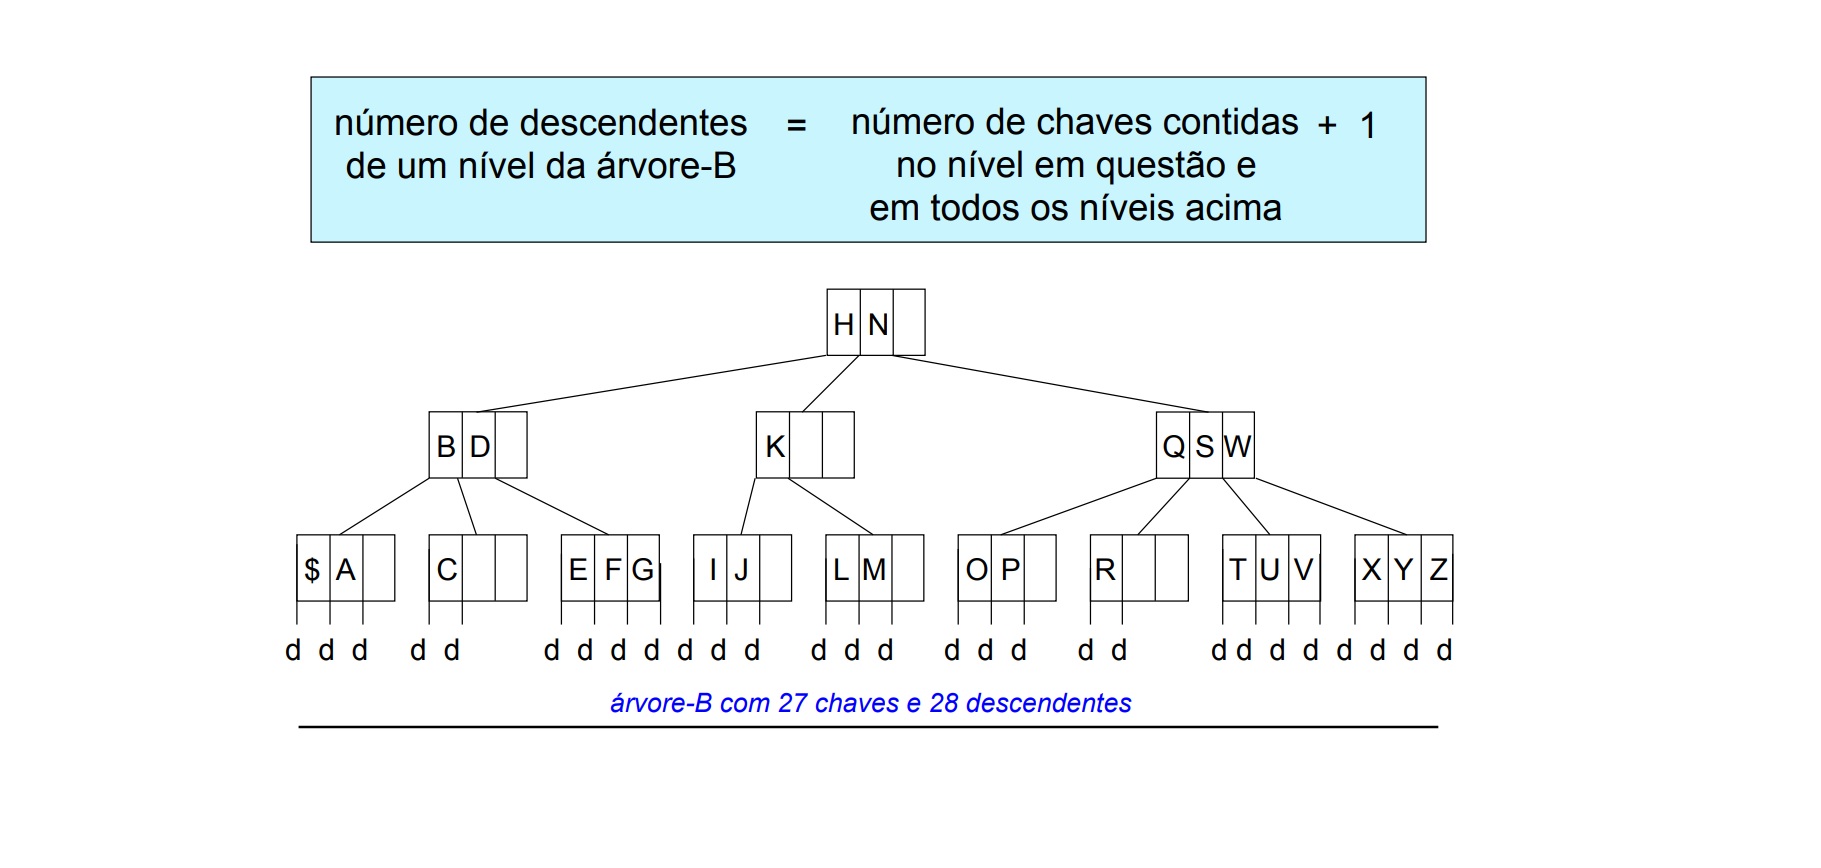 número de descendentes = número de chaves contidas + 1
de um nível da árvore-B no nível em questão e
em todos os níveis acima
H N
B D K Q S W
$ A C E F G I J L M O P R T U V X Y Z
d d d d d d d d d d d d d d d d d d d d d d d d d d d d
árvore-B com 27 chaves e 28 descendentes